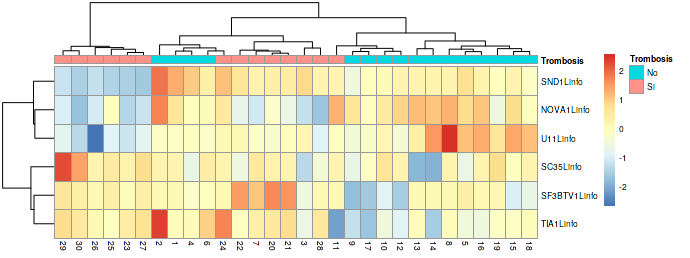 Trombosis
SND1Linfo
NOVA1Linfo
U11Linfo
SC35Linfo
SF3BTV1Linfo
TIA1Linfo
29 30 26 25 23 27 2 1 4 6 24 22 7 20 21 3 28 11 9 17 10 12 13 14 8 5 16 19 15 18
2
1
0
-1
-2
Trombosis
No
Si